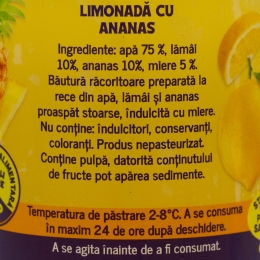 LIMONADĂ CU
ANANAS
Ingrediente: apă 75 %, lămâi
10%, ananas 10%, miere 5 %.
Băutură răcoritoare preparată la
rece din apă, lămâi și ananas
proaspăt stoarse, îndulcită cu miere.
Nu conține: îndulcitori, conservanți,
coloranți. Produs nepasteurizat.
Conține pulpă, datorită conținutului
de fructe pot apărea sedimente.
Temperatura de păstrare 2-8°C. A se consuma
în maxim 24 de ore după deschidere.
A se agita inainte de a fi consumat.
ALIMENTARI